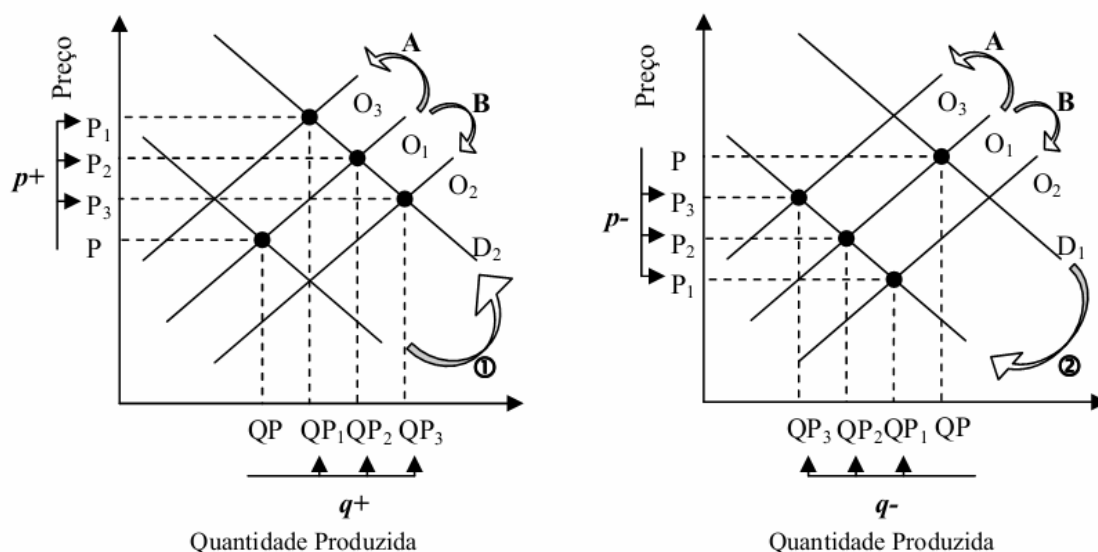 Preço
p+
P₁
P₂
P₃
P
A
B
O₃
O₁
O₂
D₂
①
QP QP₁ QP₂ QP₃
q+
Quantidade Produzida
Preço
p-
P
P₃
P₂
P₁
A
B
O₃
O₁
O₂
D₁
②
QP₃ QP₂ QP₁ QP
q-
Quantidade Produzida